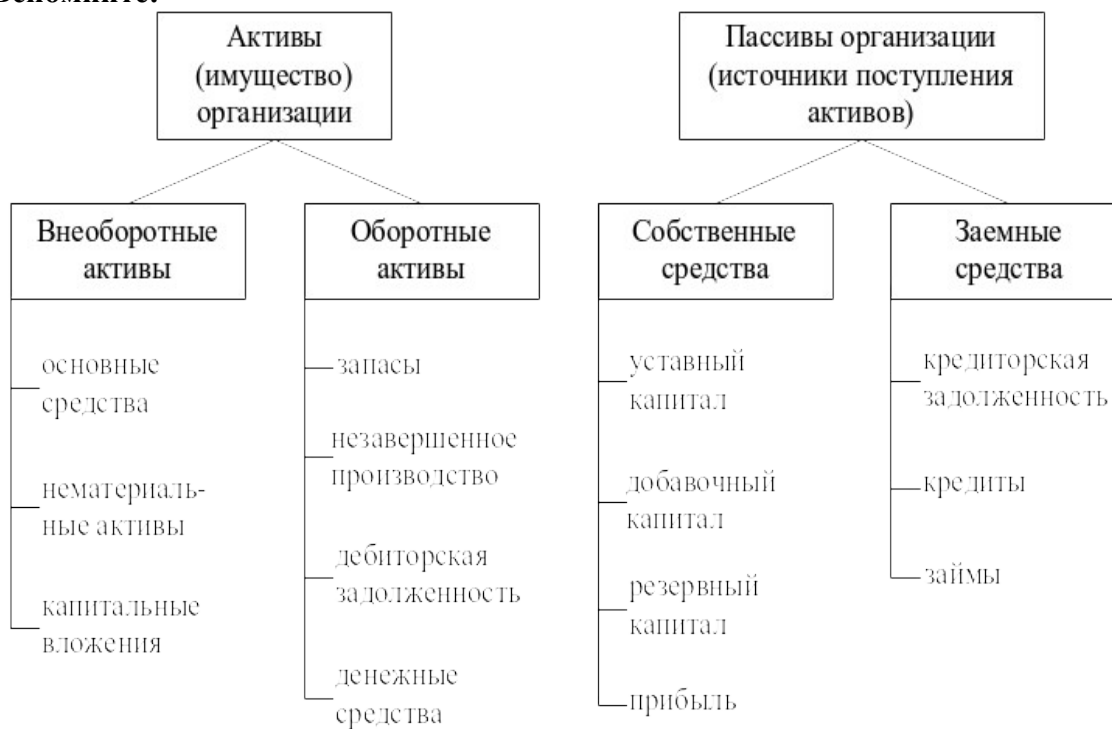 Активы
(имущество)
организации
Пассивы организации
(источники поступления
активов)
Внеоборотные
активы
основные
средства
нематериаль-
ные активы
капитальные
вложения
Оборотные
активы
запасы
незавершенное
производство
дебиторская
задолженность
денежные
средства
Собственные
средства
уставный
капитал
добавочный
капитал
резервный
капитал
прибыль
Заемные
средства
кредиторская
задолженность
кредиты
займы